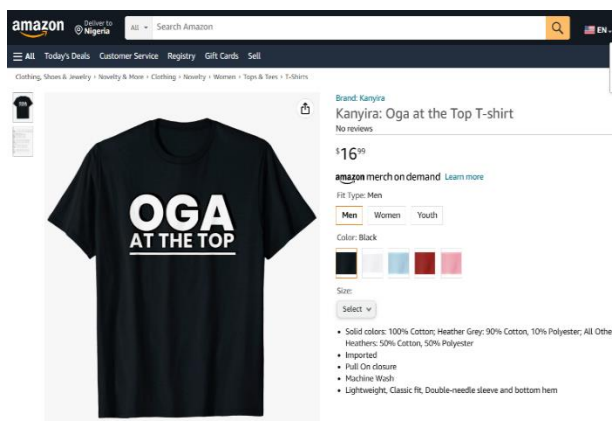 amazon
Deliver to
Nigeria
All
Search Amazon
EN
All Today's Deals Customer Service Registry Gift Cards Sell
Clothing, Shoes & Jewelry › Novelty & More › Clothing › Novelty › Women › Tops & Tees › T-Shirts
Brand: Kanyira
Kanyira: Oga at the Top T-shirt
No reviews
$16.99
amazon merch on demand Learn more
Fit Type: Men
Men Women Youth
Color: Black
Size:
Select
• Solid colors: 100% Cotton; Heather Grey: 90% Cotton, 10% Polyester; All Othe
Heathers: 50% Cotton, 50% Polyester
• Imported
• Pull On closure
• Machine Wash
• Lightweight, Classic fit, Double-needle sleeve and bottom hem
OGA
AT THE TOP